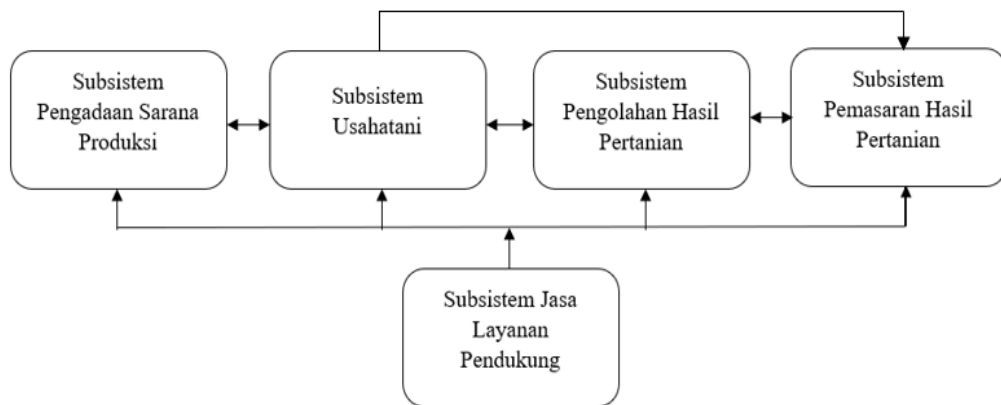 Subsistem
Pengadaan Sarana
Produksi
Subsistem
Usahatani
Subsistem
Pengolahan Hasil
Pertanian
Subsistem
Pemasaran Hasil
Pertanian
Subsistem Jasa
Layanan
Pendukung